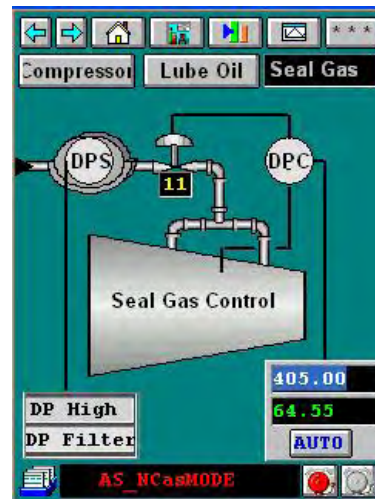 * * *
Compressor Lube Oil Seal Gas
DPS DPC
11
Seal Gas Control
405.00
DP High 64.55
DP Filter AUTO
AS_NCasMODE